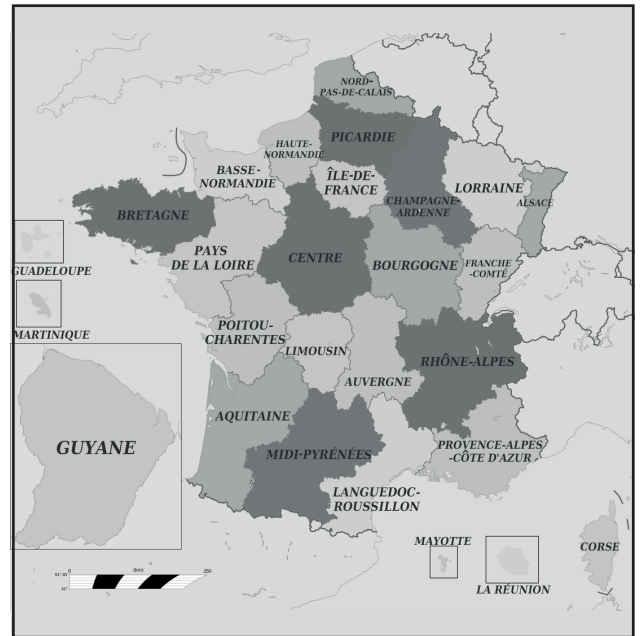 NORD-
PAS-DE-CALAIS
PICARDIE
HAUTE-
NORMANDIE
BASSE-
NORMANDIE
ÎLE-DE-
FRANCE
LORRAINE
CHAMPAGNE-
ARDENNE
ALSACE
BRETAGNE
PAYS
DE LA LOIRE
CENTRE
BOURGOGNE
FRANCHE
-COMTÉ
GUADELOUPE
MARTINIQUE
POITOU-
CHARENTES
LIMOUSIN
AUVERGNE
RHÔNE-ALPES
AQUITAINE
GUYANE
MIDI-PYRÉNÉES
PROVENCE-ALPES
-CÔTE D'AZUR
LANGUEDOC-
ROUSSILLON
MAYOTTE
LA RÉUNION
CORSE
0 (km) 250